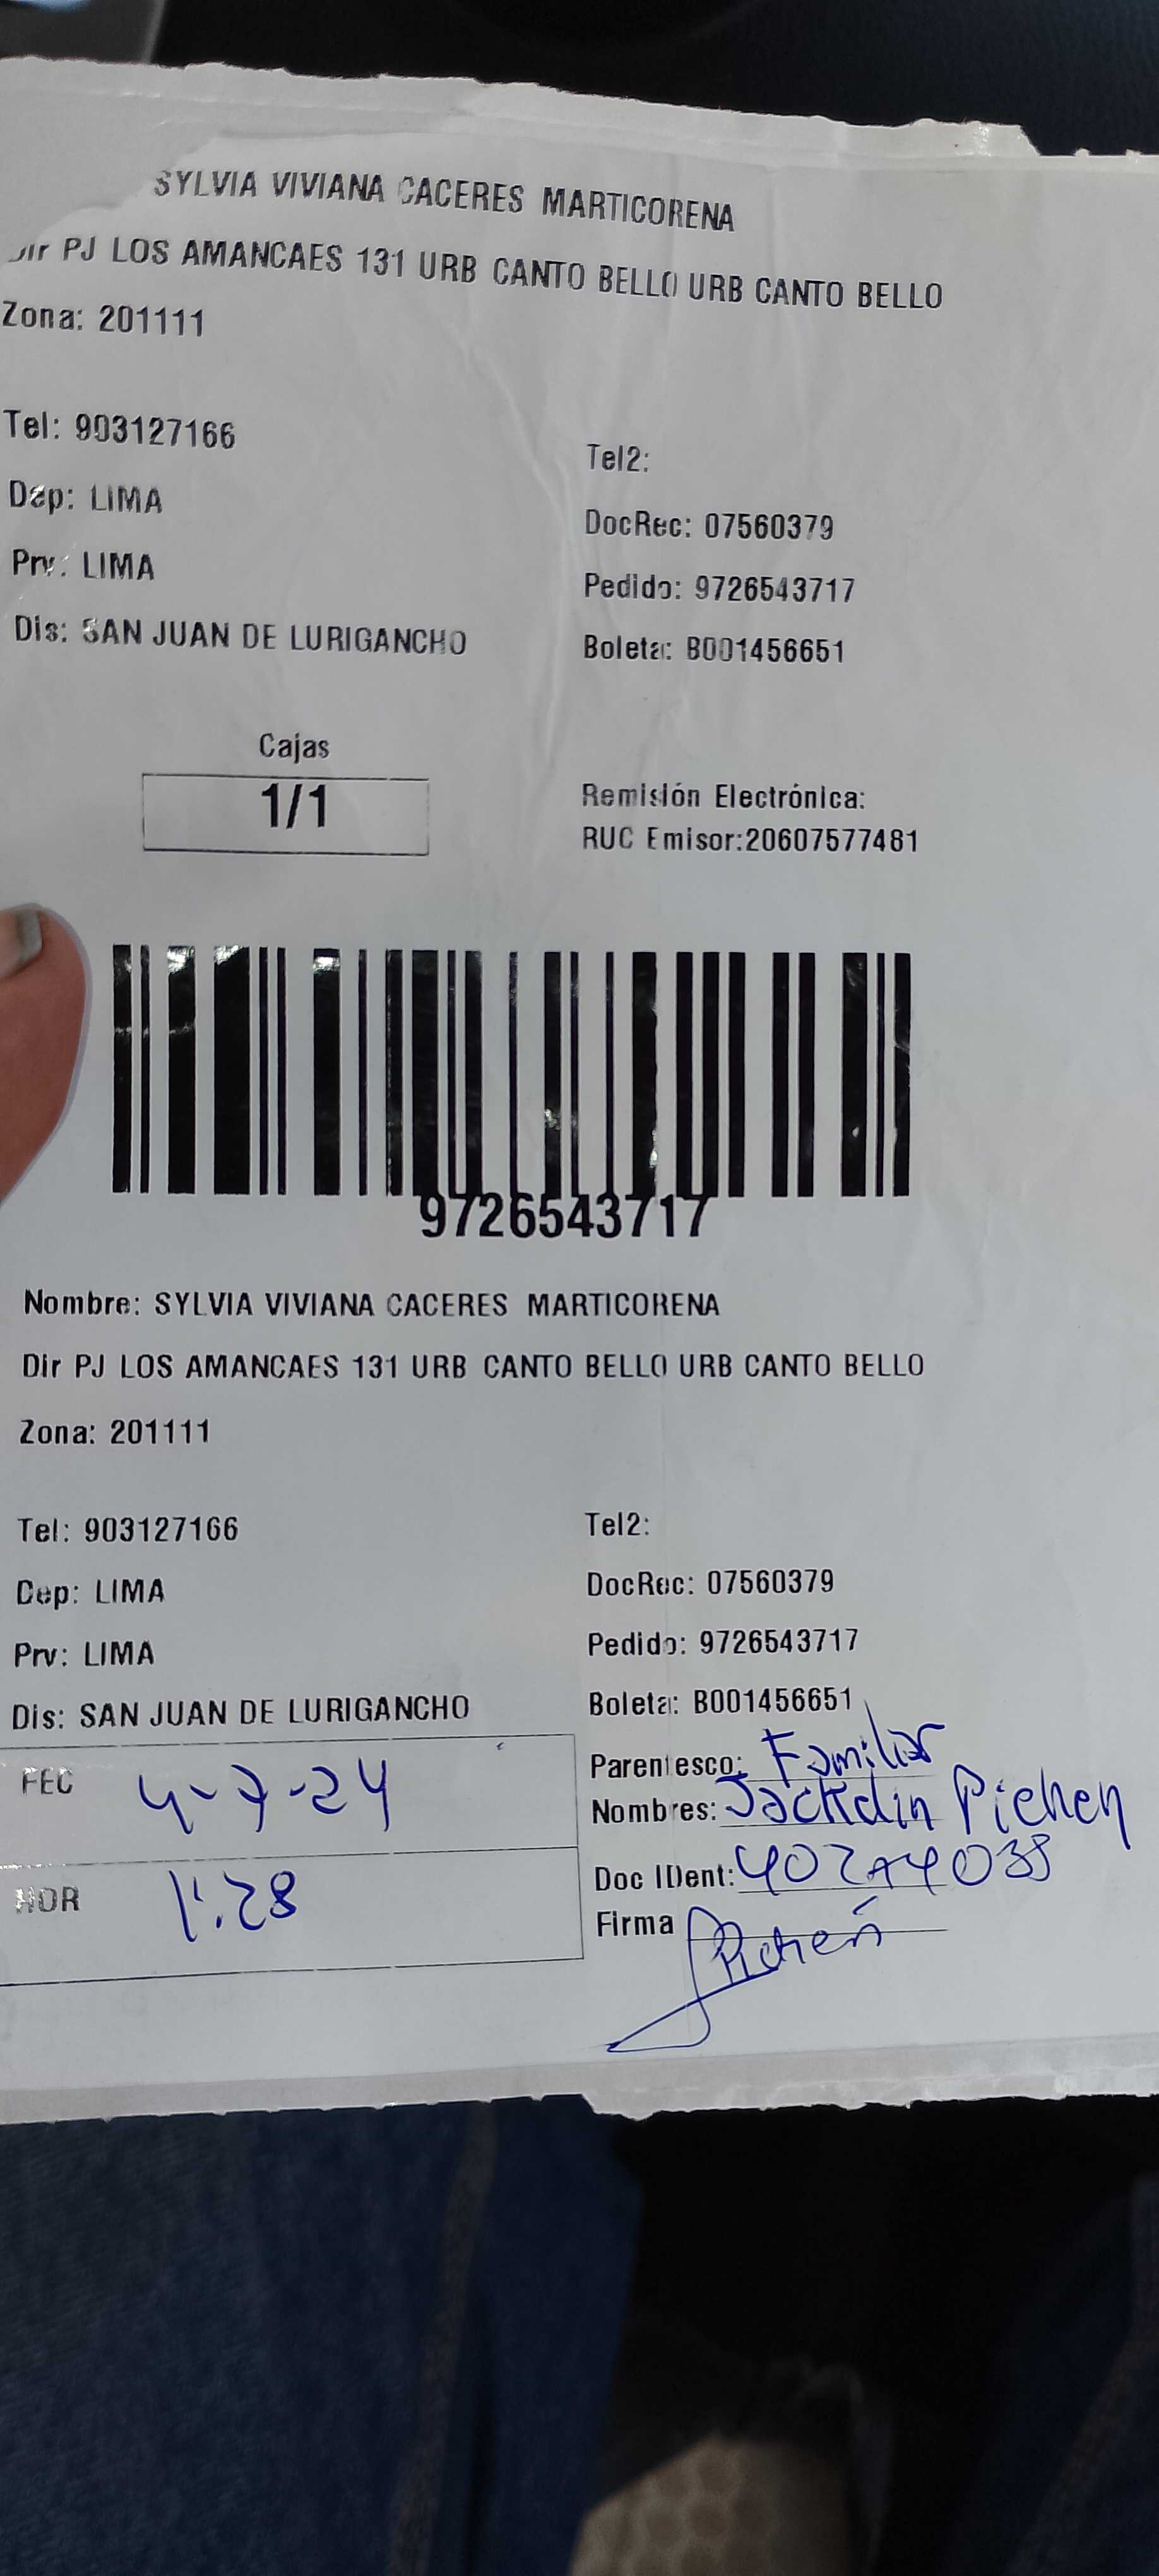 SYLVIA VIVIANA CACERES MARTICORENA
Dir PJ LOS AMANCAES 131 URB CANTO BELLO URB CANTO BELLO
Zona: 201111
Tel: 903127166
Tel2:
Dep: LIMA
DocRec: 07560379
Prv: LIMA
Pedido: 9726543717
Dis: SAN JUAN DE LURIGANCHO
Boleta: B001456651
Cajas
1/1
Remisión Electrónica:
RUC Emisor:20607577481
9726543717
Nombre: SYLVIA VIVIANA CACERES MARTICORENA
Dir PJ LOS AMANCAES 131 URB CANTO BELLO URB CANTO BELLO
Zona: 201111
Tel: 903127166
Tel2:
Dep: LIMA
DocRec: 07560379
Prv: LIMA
Pedido: 9726543717
Dis: SAN JUAN DE LURIGANCHO
Boleta: B001456651
FEC 4-7-24
Parentesco: Familiar
Nombres: Pichen
HOR 1:28
Doc IDent:
Firma Pichen